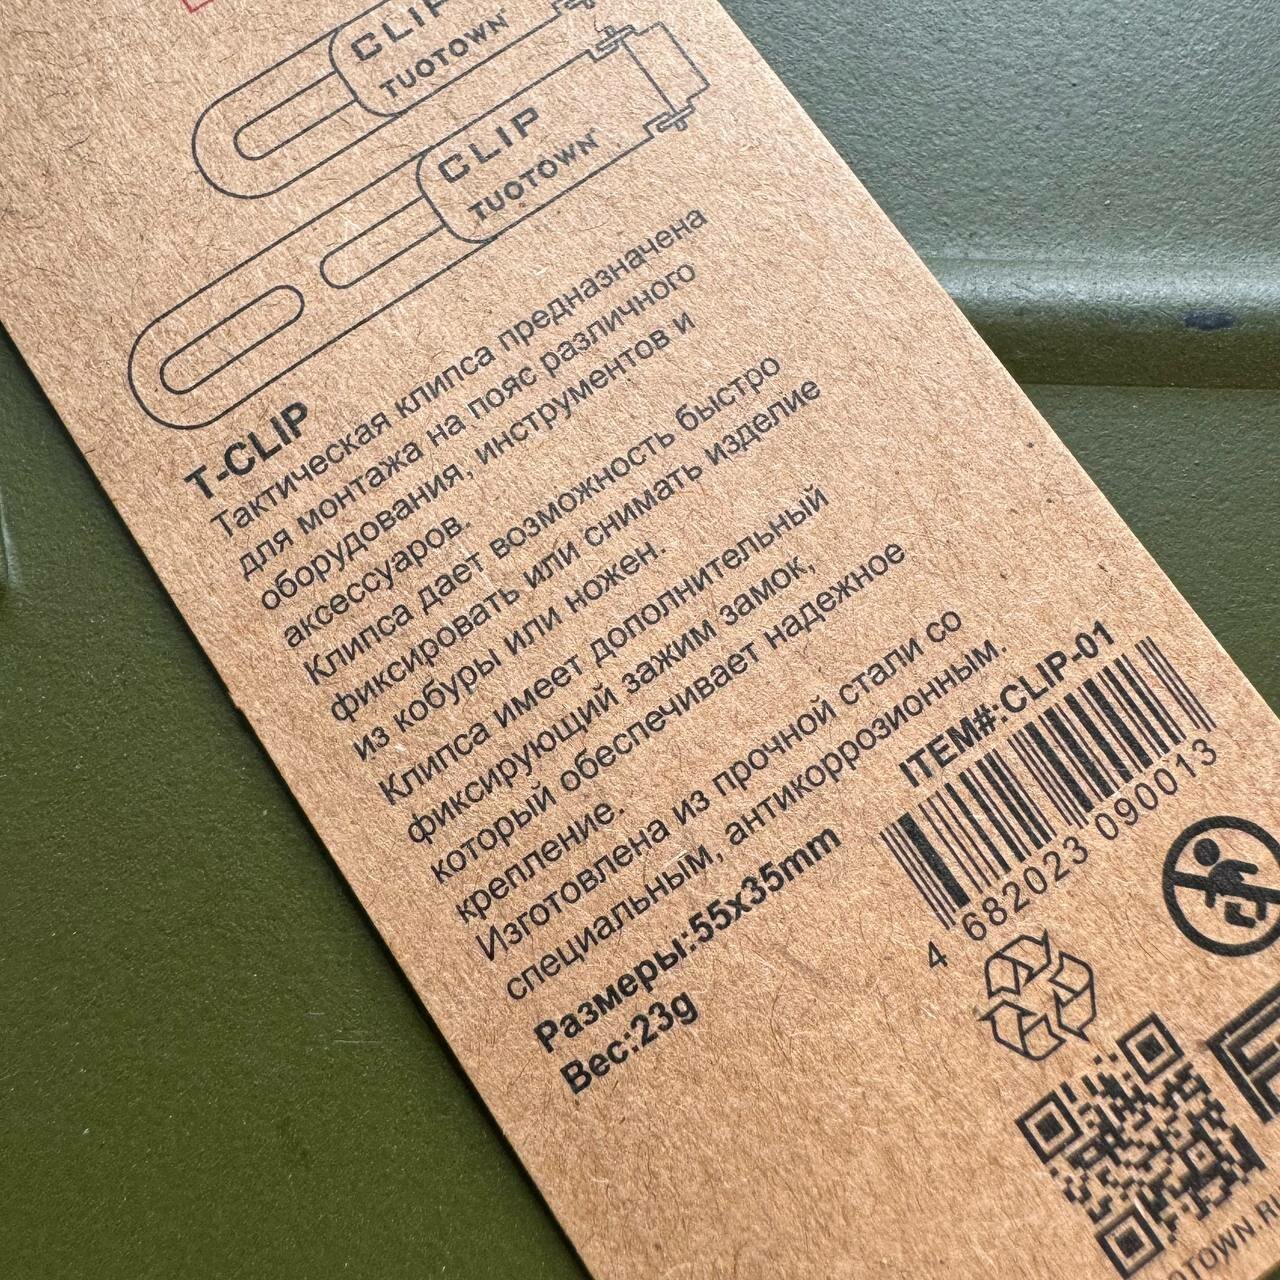 CLIP
TUOTOWN
CLIP
TUOTOWN
T-CLIP
Тактическая клипса предназначена
для монтажа на пояс различного
оборудования, инструментов и
аксессуаров.
Клипса дает возможность быстро
фиксировать или снимать изделие
из кобуры или ножен.
Клипса имеет дополнительный
фиксирующий зажим замок,
который обеспечивает надежное
крепление.
Изготовлена из прочной стали со
специальным, антикоррозионным.
Размеры:55x35mm
Вес:23g
ITEM#:CLIP-01
4 682023 090013
OTOWN.RU